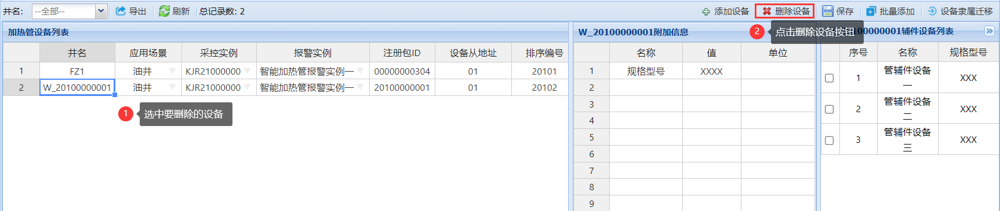 井名: --全部-- 导出 刷新 总记录数: 2 添加设备 删除设备 保存 批量添加 设备隶属迁移
加热管设备列表
井名 应用场景 采控实例 报警实例 注册包ID 设备从地址 排序编号
1 FZ1 油井 KJR21000000 智能加热管报警实例一 00000000304 01 20101
2 W_20100000001 油井 KJR21000000 智能加热管报警实例一 20100000001 01 20102
1 选中要删除的设备
W_20100000001附加信息
2 点击删除设备按钮
名称 值 单位
1 规格型号 XXXX
2
3
4
5
6
7
8
9
00000001辅件设备列表
序号 名称 规格型号
1 管辅件设备一 XXX
2 管辅件设备二 XXX
3 管辅件设备三 XXX